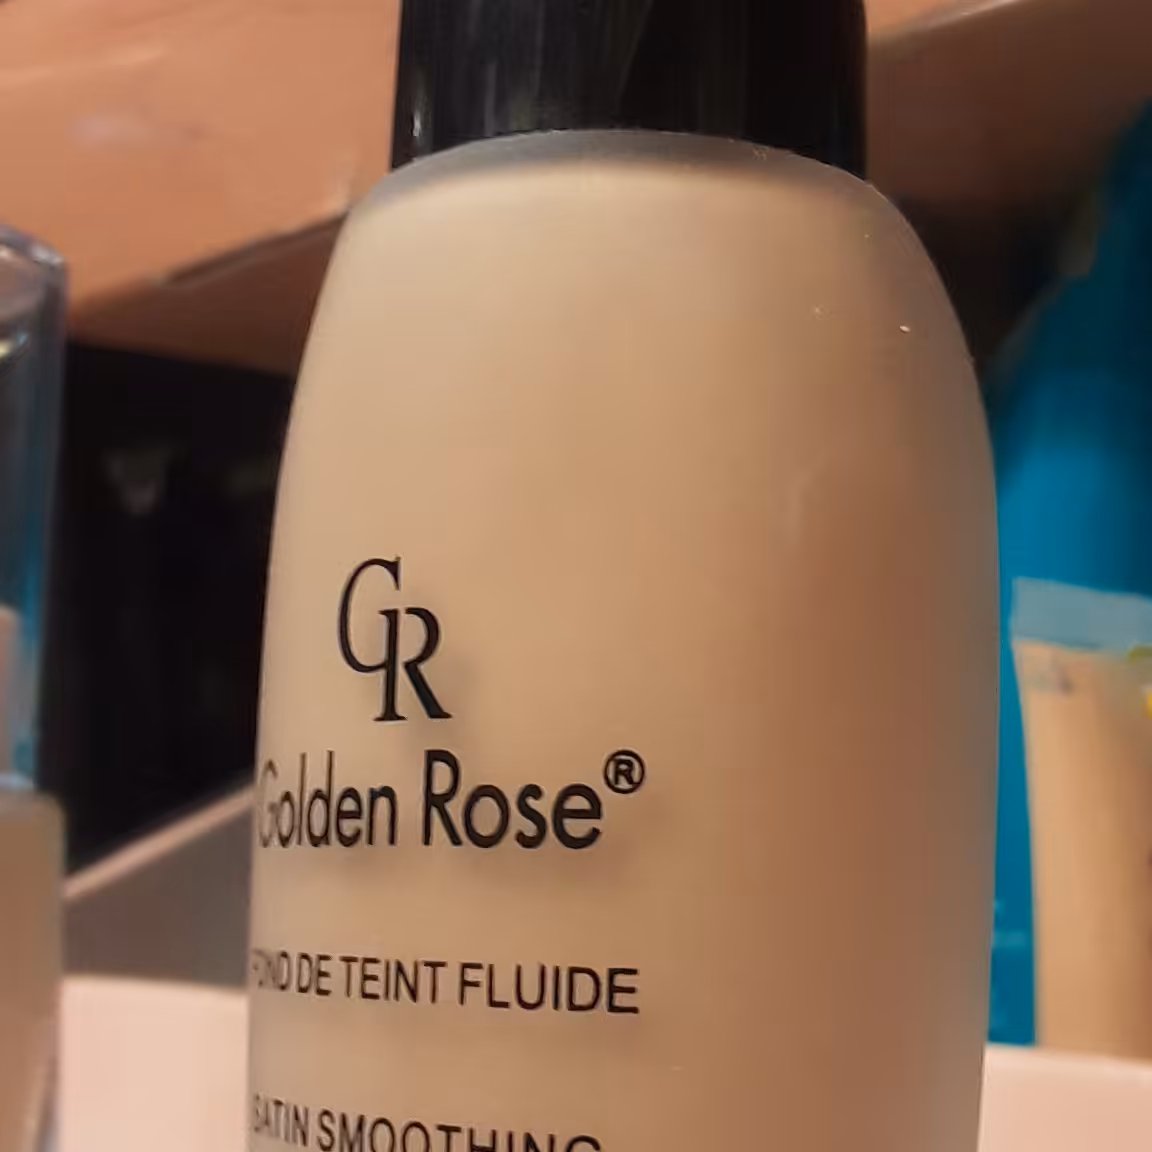 GR
Golden Rose®
FOND DE TEINT FLUIDE
SATIN SMOOTHING